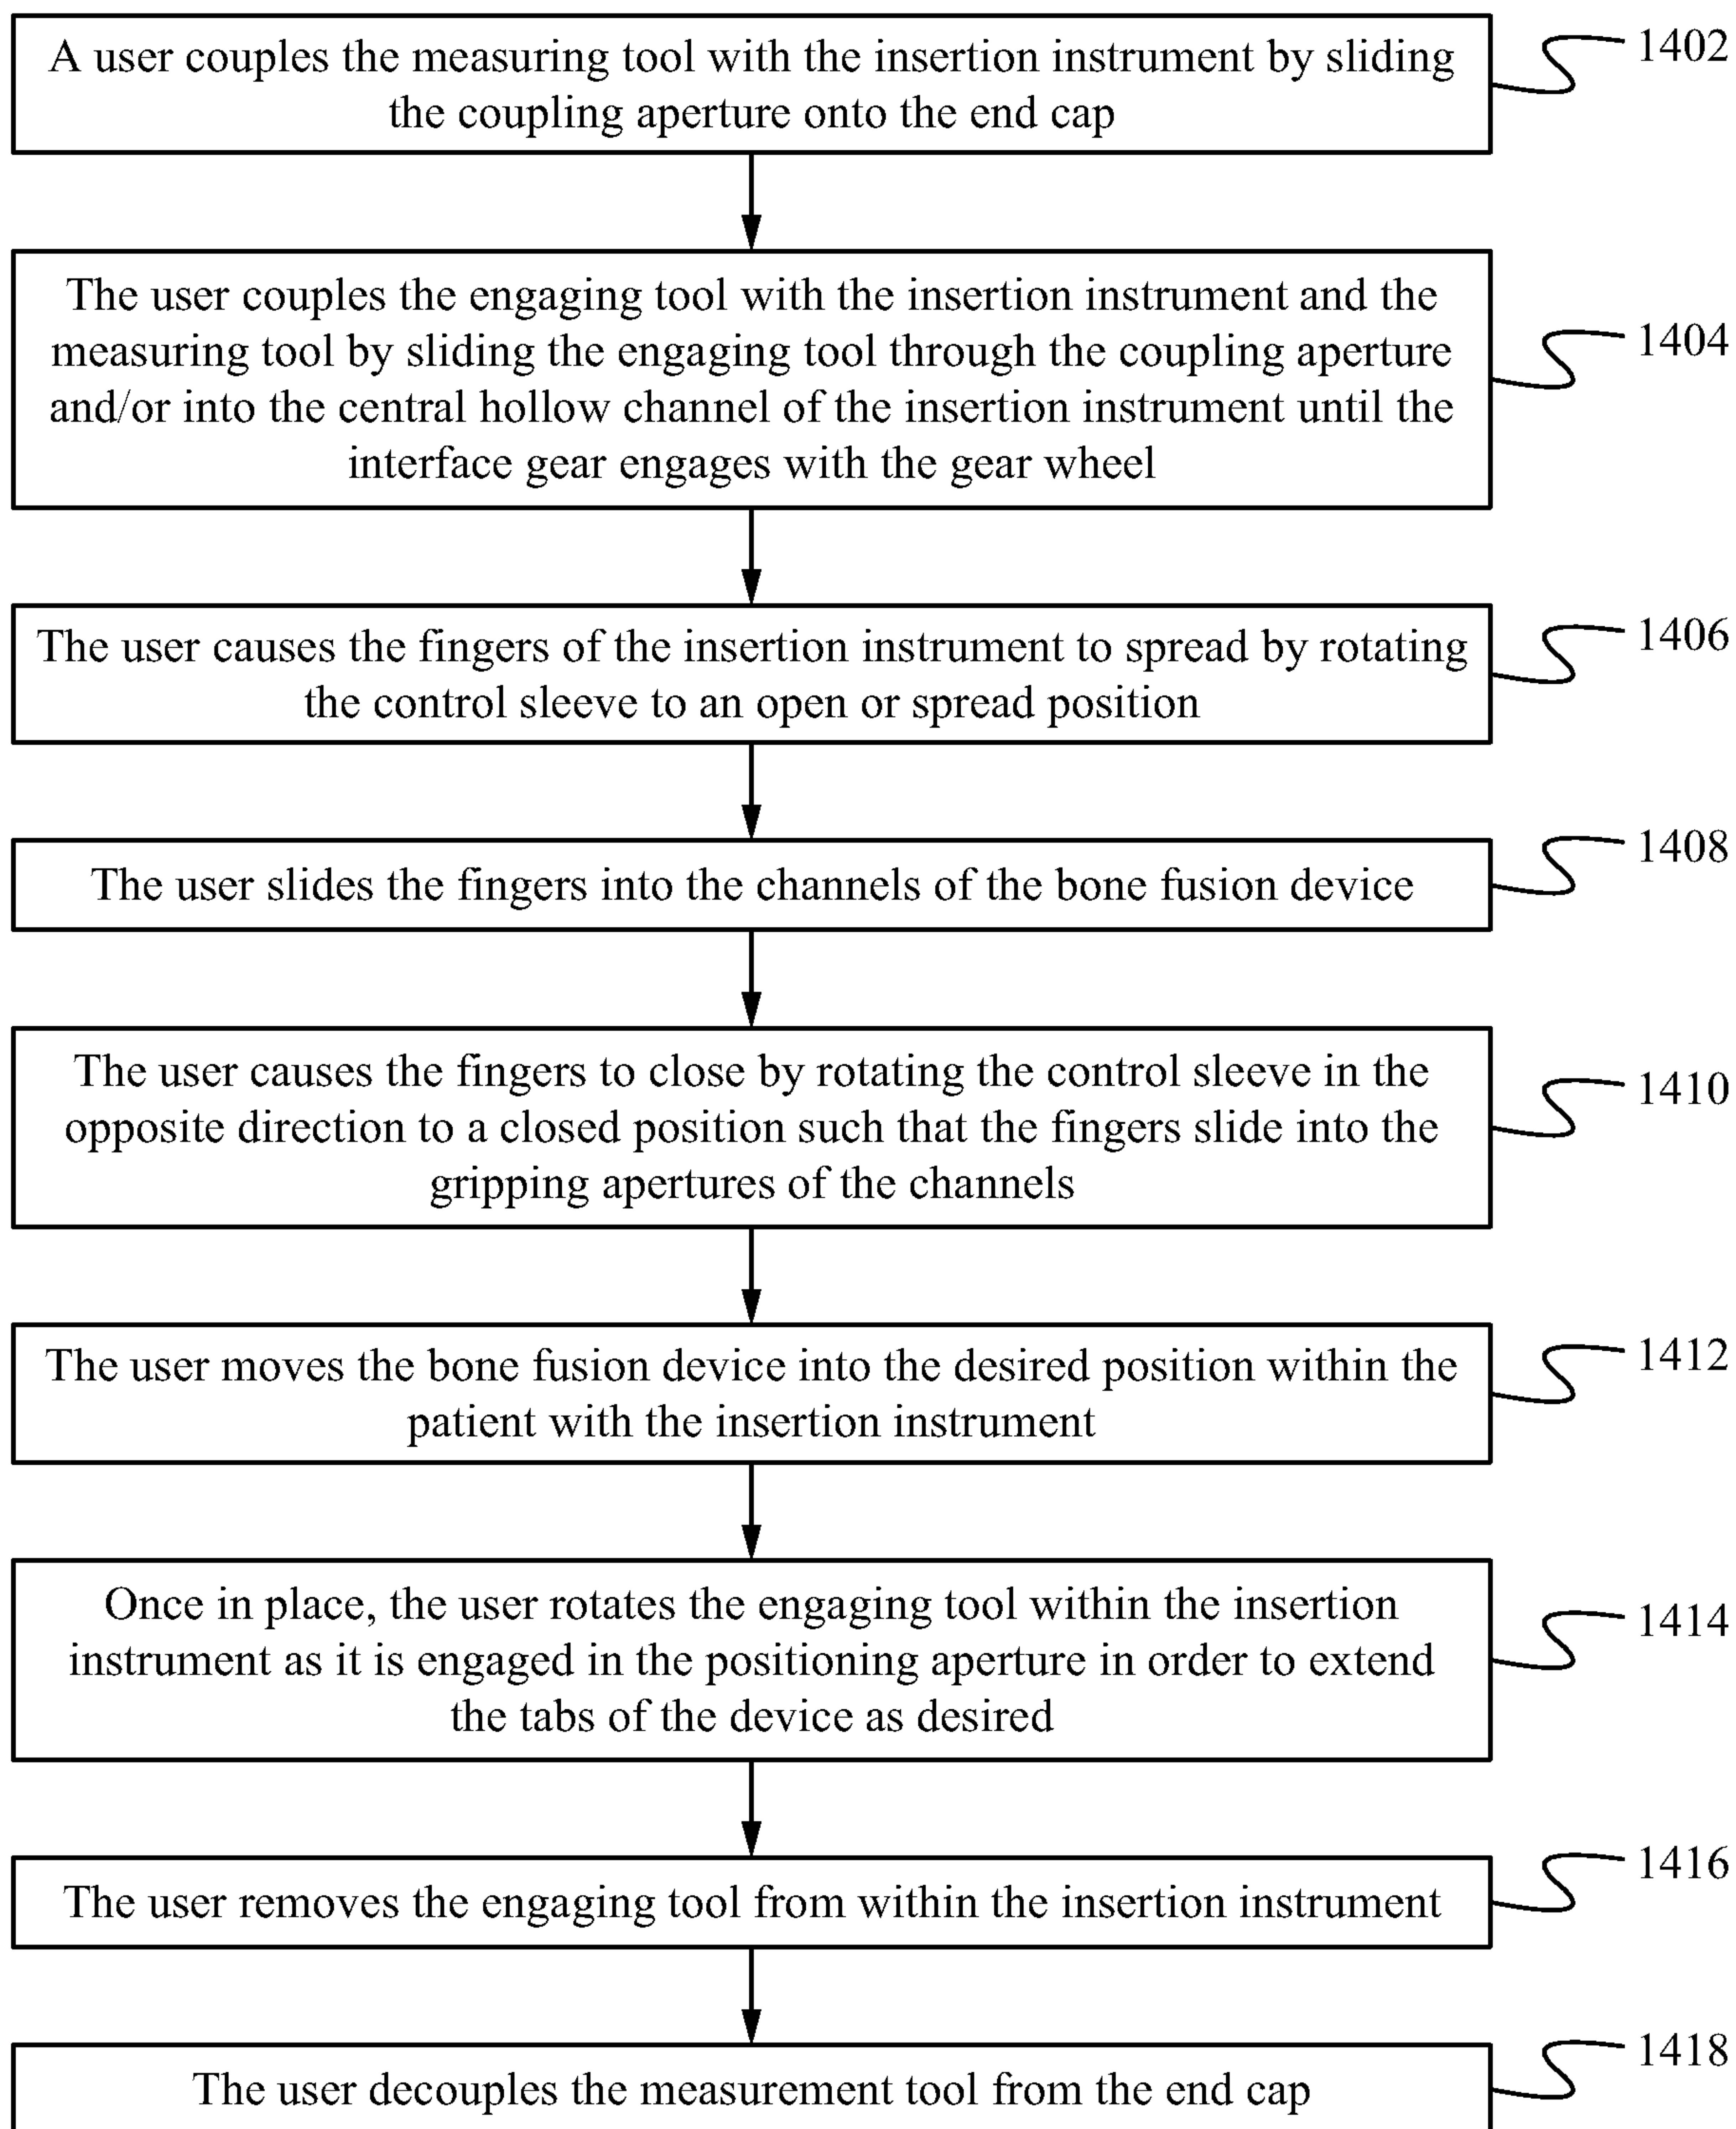 A user couples the measuring tool with the insertion instrument by sliding
the coupling aperture onto the end cap
1402
The user couples the engaging tool with the insertion instrument and the
measuring tool by sliding the engaging tool through the coupling aperture
and/or into the central hollow channel of the insertion instrument until the
interface gear engages with the gear wheel
1404
The user causes the fingers of the insertion instrument to spread by rotating
the control sleeve to an open or spread position
1406
The user slides the fingers into the channels of the bone fusion device
1408
The user causes the fingers to close by rotating the control sleeve in the
opposite direction to a closed position such that the fingers slide into the
gripping apertures of the channels
1410
The user moves the bone fusion device into the desired position within the
patient with the insertion instrument
1412
Once in place, the user rotates the engaging tool within the insertion
instrument as it is engaged in the positioning aperture in order to extend
the tabs of the device as desired
1414
The user removes the engaging tool from within the insertion instrument
1416
The user decouples the measurement tool from the end cap
1418